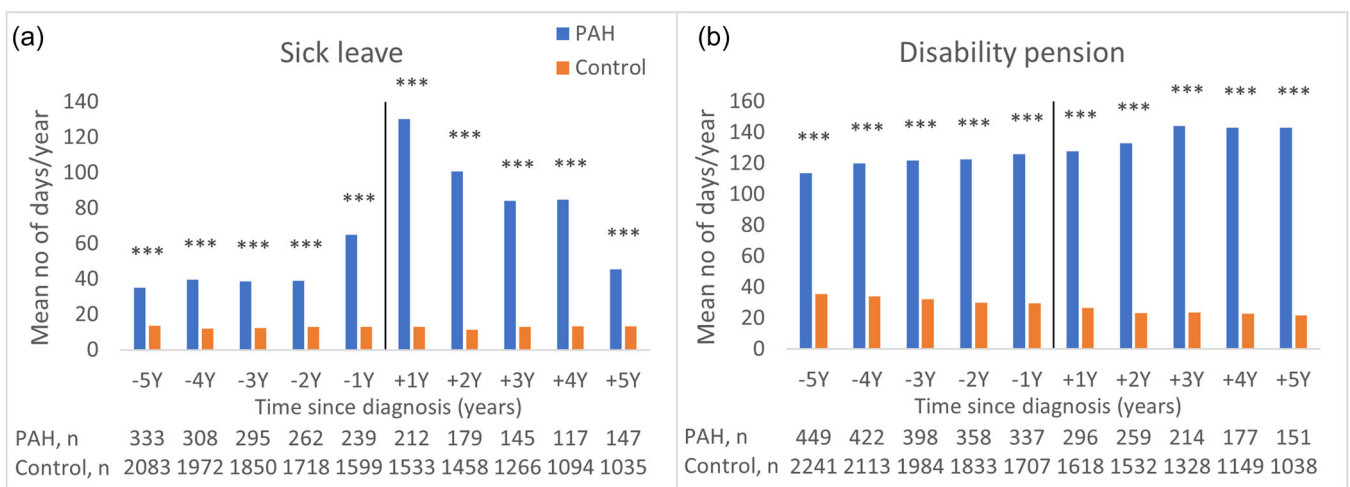 (a)
Sick leave
PAH
Control
Mean no of days/year
140
120
100
80
60
40
20
0
*** *** *** *** *** *** *** *** *** ***
-5Y -4Y -3Y -2Y -1Y +1Y +2Y +3Y +4Y +5Y
Time since diagnosis (years)
PAH, n 333 308 295 262 239 212 179 145 117 147
Control, n 2083 1972 1850 1718 1599 1533 1458 1266 1094 1035
(b)
Disability pension
Mean no of days/year
160
140
120
100
80
60
40
20
0
*** *** *** *** *** *** *** *** *** ***
-5Y -4Y -3Y -2Y -1Y +1Y +2Y +3Y +4Y +5Y
Time since diagnosis (years)
PAH, n 449 422 398 358 337 296 259 214 177 151
Control, n 2241 2113 1984 1833 1707 1618 1532 1328 1149 1038